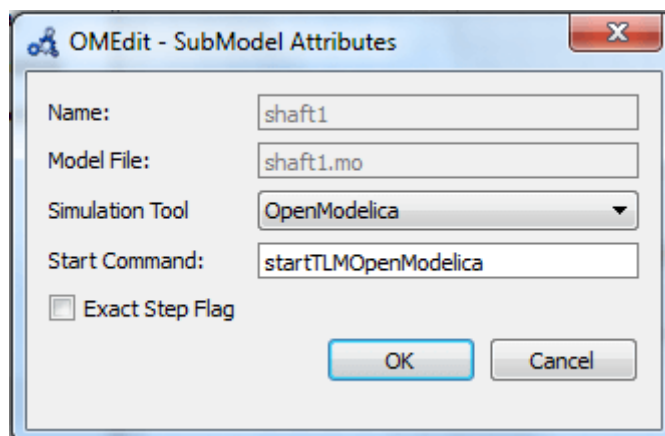 OMEdit - SubModel Attributes
Name: shaft1
Model File: shaft1.mo
Simulation Tool OpenModelica
Start Command: startTLMOpenModelica
Exact Step Flag
OK Cancel